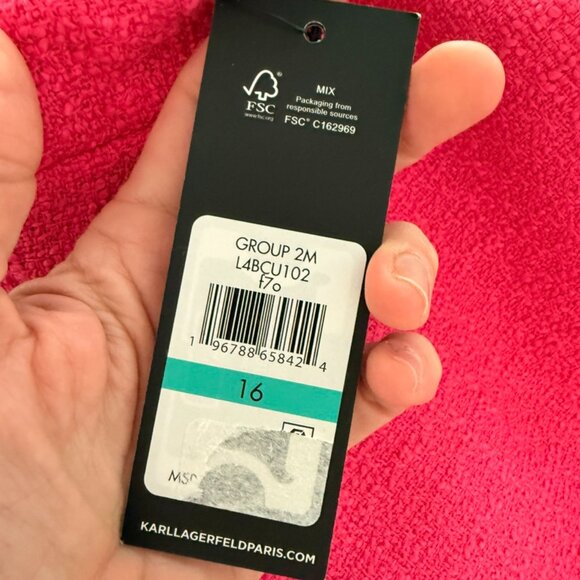 FSC®
www.fsc.org
MIX
Packaging from
responsible sources
FSC® C162969
GROUP 2M
L4BCU102
f7o
1 96788 65842 4
16
KARLLAGERFELDPARIS.COM